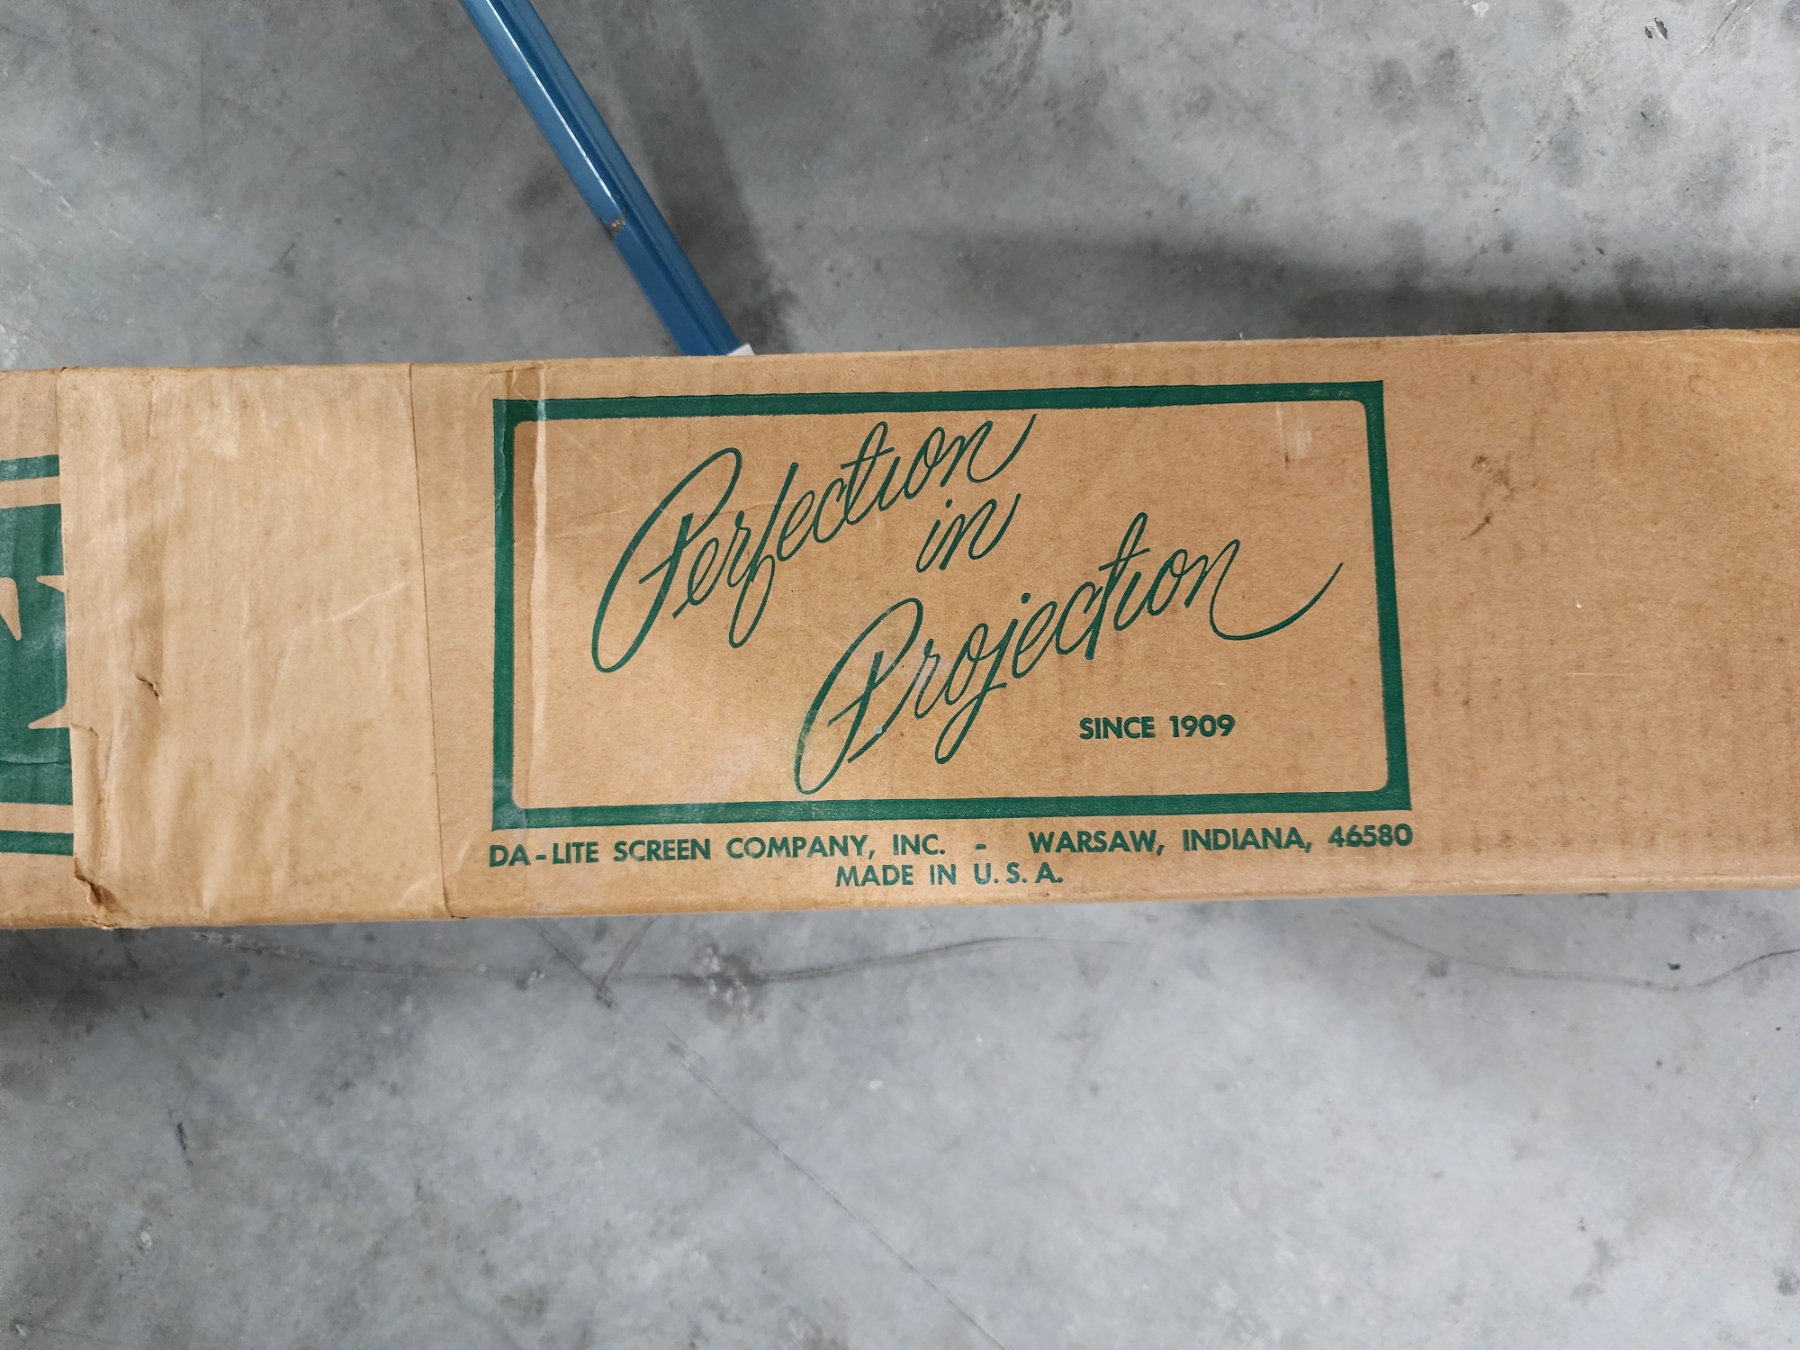 Perfection
in
Projection
SINCE 1909
DA-LITE SCREEN COMPANY, INC. - WARSAW, INDIANA, 46580
MADE IN U.S.A.